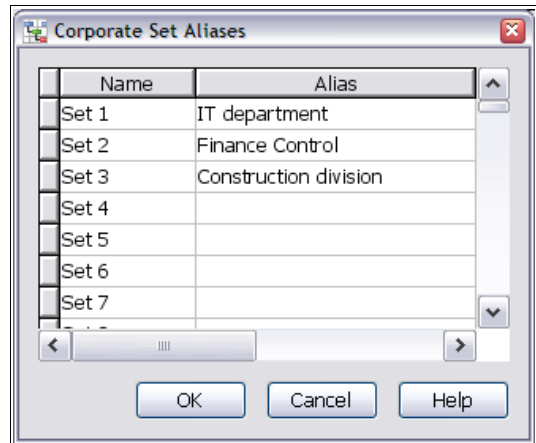 Corporate Set Aliases
Name Alias
Set 1 IT department
Set 2 Finance Control
Set 3 Construction division
Set 4
Set 5
Set 6
Set 7
OK Cancel Help